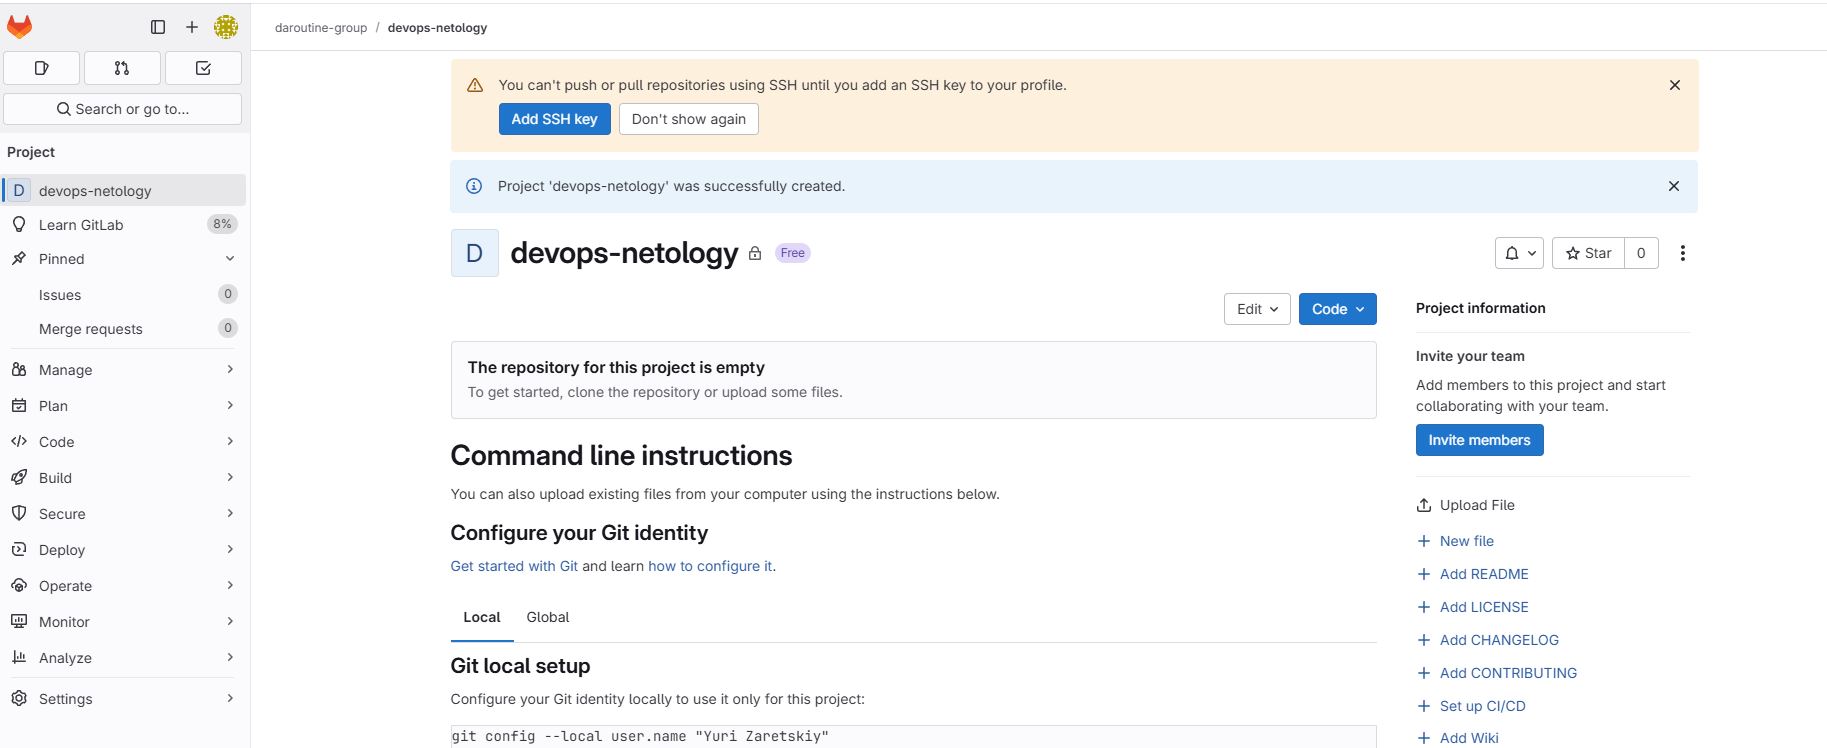 daroutine-group / devops-netology
Search or go to...
Project
D devops-netology
Learn GitLab 8%
Pinned
Issues 0
Merge requests 0
Manage
Plan
Code
Build
Secure
Deploy
Operate
Monitor
Analyze
Settings
You can't push or pull repositories using SSH until you add an SSH key to your profile.
Add SSH key Don't show again
Project 'devops-netology' was successfully created.
D devops-netology Free
Star 0
Edit Code
The repository for this project is empty
To get started, clone the repository or upload some files.
Command line instructions
You can also upload existing files from your computer using the instructions below.
Configure your Git identity
Get started with Git and learn how to configure it.
Local Global
Git local setup
Configure your Git identity locally to use it only for this project:
git config --local user.name "Yuri Zaretskiy"
Project information
Invite your team
Add members to this project and start
collaborating with your team.
Invite members
Upload File
New file
Add README
Add LICENSE
Add CHANGELOG
Add CONTRIBUTING
Set up CI/CD
Add Wiki